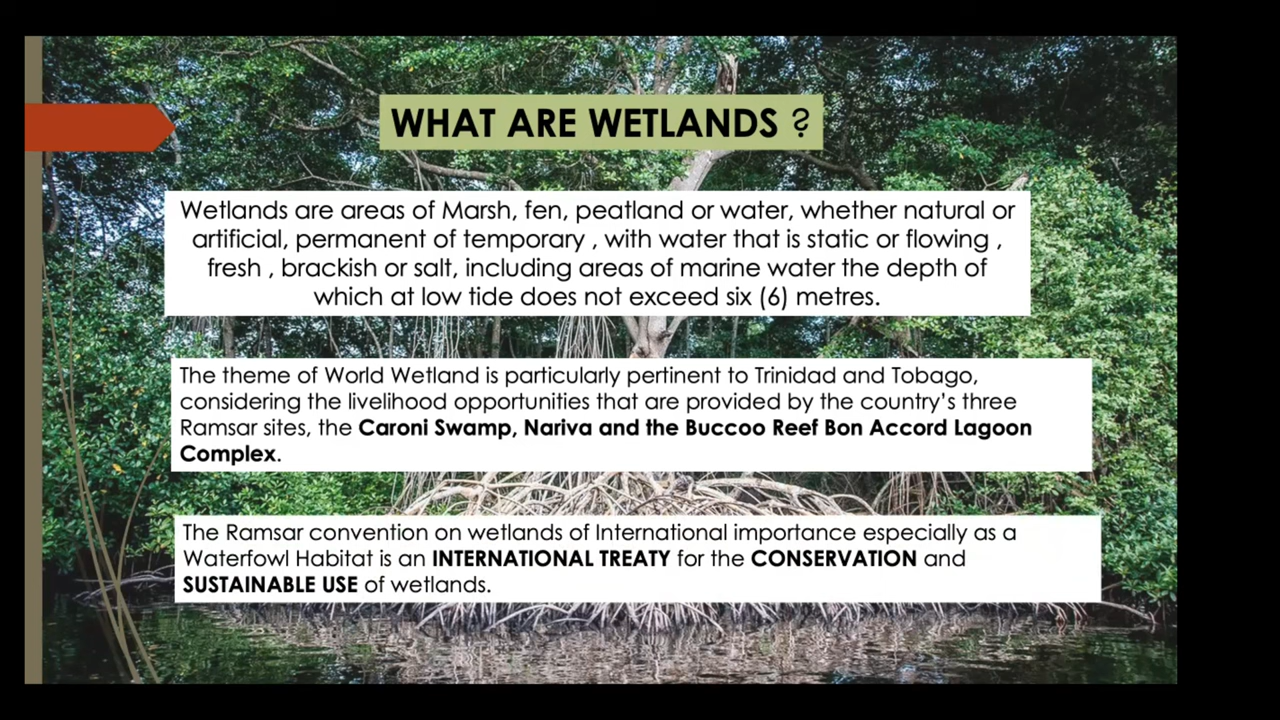 WHAT ARE WETLANDS ?
Wetlands are areas of Marsh, fen, peatland or water, whether natural or
artificial, permanent of temporary , with water that is static or flowing ,
fresh , brackish or salt, including areas of marine water the depth of
which at low tide does not exceed six (6) metres.
The theme of World Wetland is particularly pertinent to Trinidad and Tobago,
considering the livelihood opportunities that are provided by the country's three
Ramsar sites, the Caroni Swamp, Nariva and the Buccoo Reef Bon Accord Lagoon
Complex.
The Ramsar convention on wetlands of International importance especially as a
Waterfowl Habitat is an INTERNATIONAL TREATY for the CONSERVATION and
SUSTAINABLE USE of wetlands.